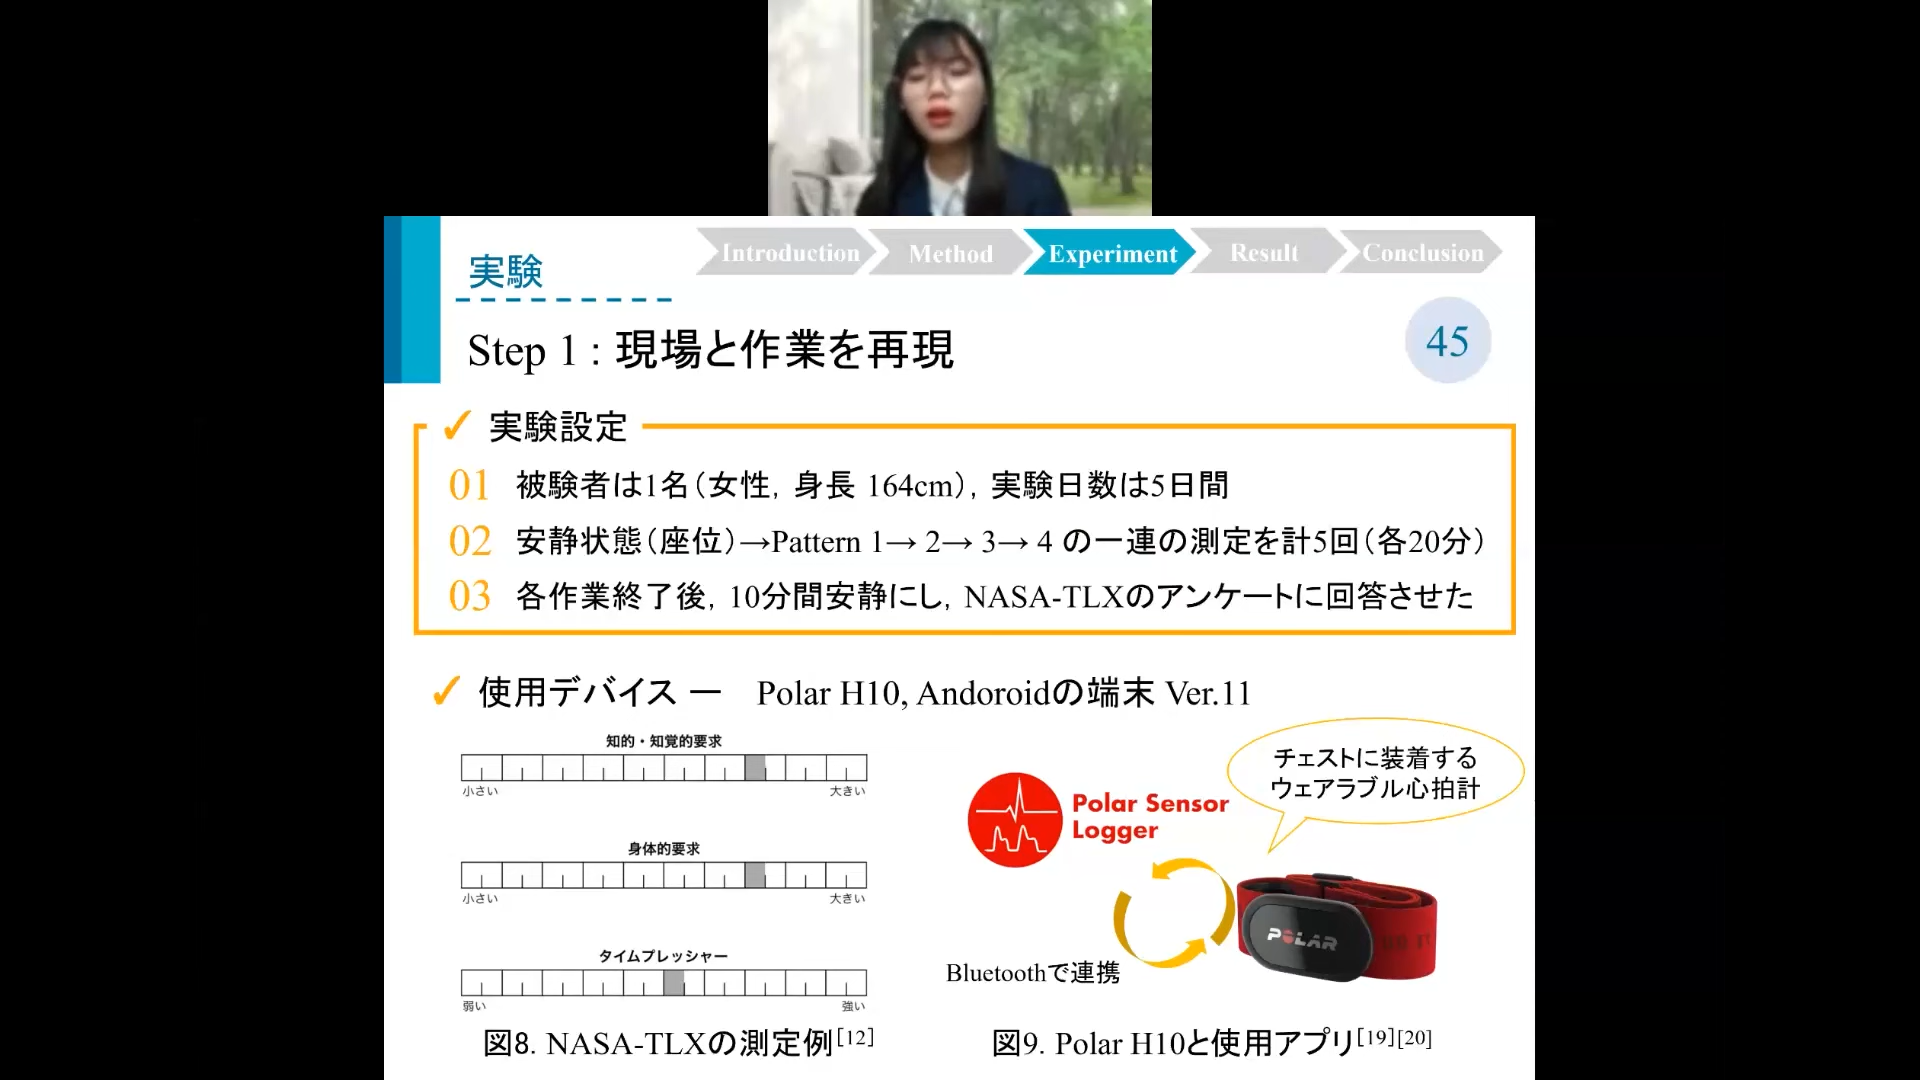 Introduction
Method
Experiment
Result
Conclusion
実験
Step 1 : 現場と作業を再現
45
✓ 実験設定
01 被験者は1名（女性，身長 164cm），実験日数は5日間
02 安静状態（座位）→Pattern 1→ 2→ 3→ 4 の一連の測定を計5回（各20分）
03 各作業終了後，10分間安静にし，NASA-TLXのアンケートに回答させた
✓ 使用デバイス ー　Polar H10, Andoroidの端末 Ver.11
知的・知覚的要求
小さい 大きい
身体的要求
小さい 大きい
タイムプレッシャー
弱い 強い
図8. NASA-TLXの測定例[12]
チェストに装着する
ウェアラブル心拍計
Polar Sensor
Logger
POLAR
Bluetoothで連携
図9. Polar H10と使用アプリ[19][20]